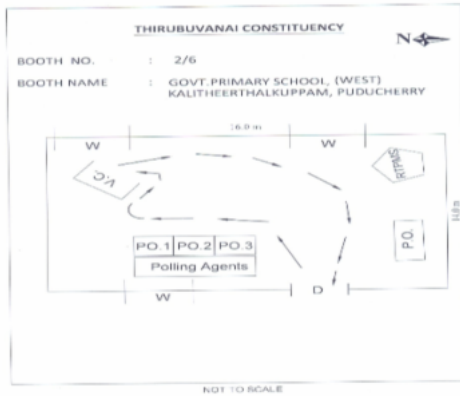 THIRUBUVANAI CONSTITUENCY
N
BOOTH NO. : 2/6
BOOTH NAME : GOVT.PRIMARY SCHOOL, (WEST)
KALITHEERTHALKUPPAM, PUDUCHERRY
16.0 m
W W
V.C.
P.O.
PO.1 PO.2 PO.3
Polling Agents
W D
NOT TO SCALE